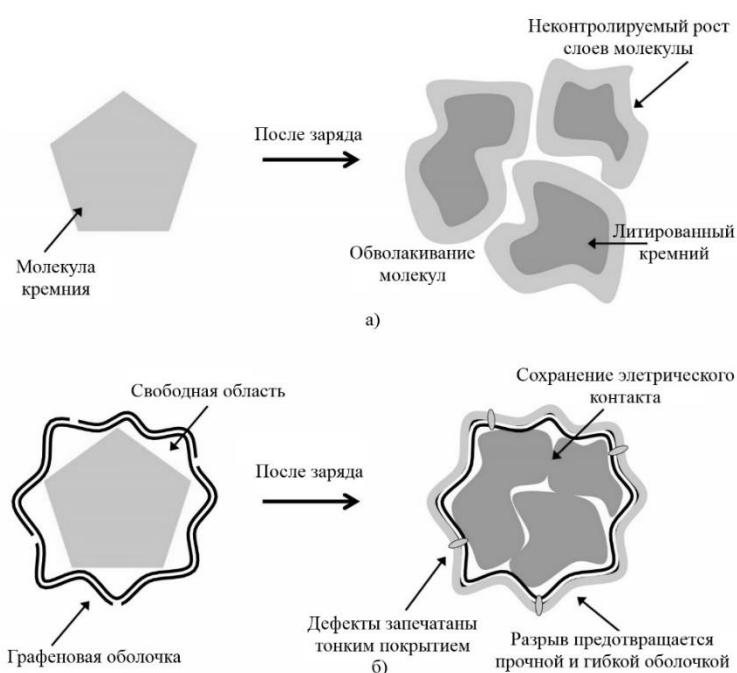 Неконтролируемый рост
слоев молекулы
После заряда
Молекула
кремния
Обволакивание
молекул
Литированный
кремний
а)
Свободная область
Сохранение элетрического
контакта
После заряда
Графеновая оболочка
Дефекты запечатаны
тонким покрытием
Разрыв предотвращается
прочной и гибкой оболочкой
б)